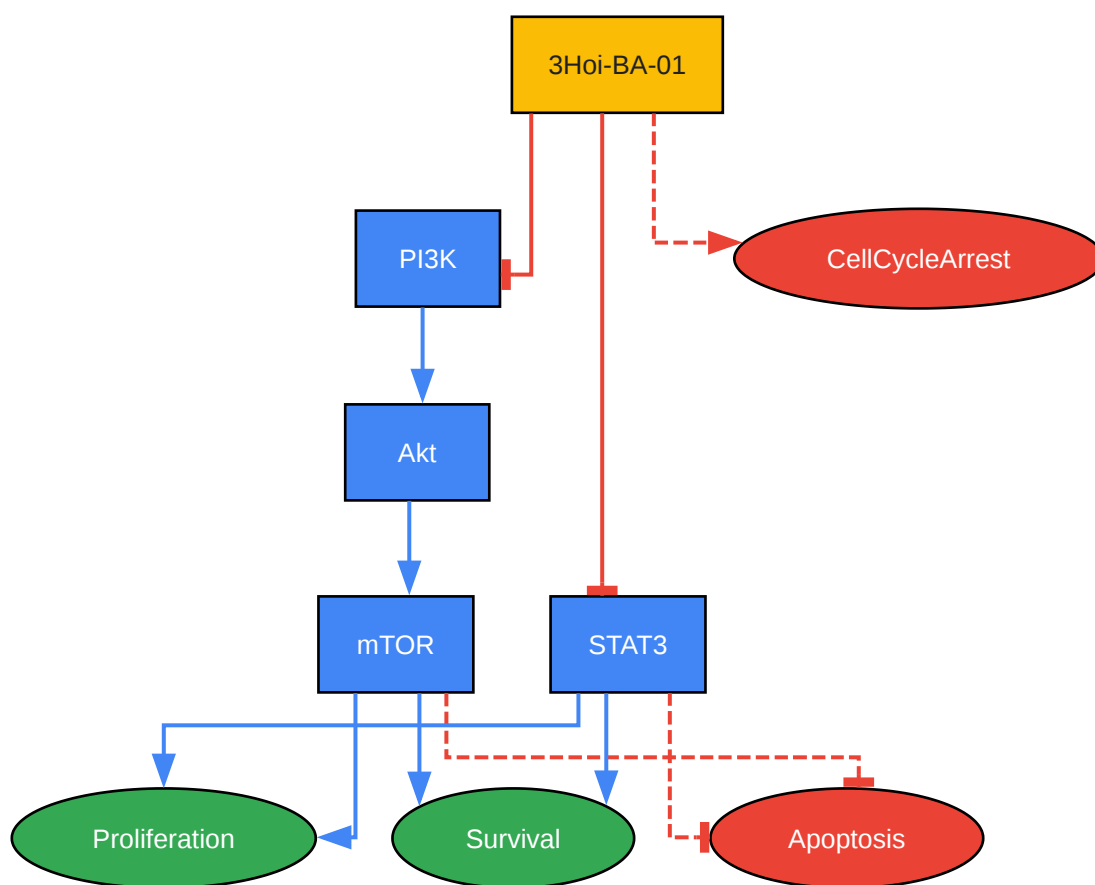 3Hoi-BA-01
PI3K
CellCycleArrest
Akt
mTOR
STAT3
Proliferation
Survival
Apoptosis